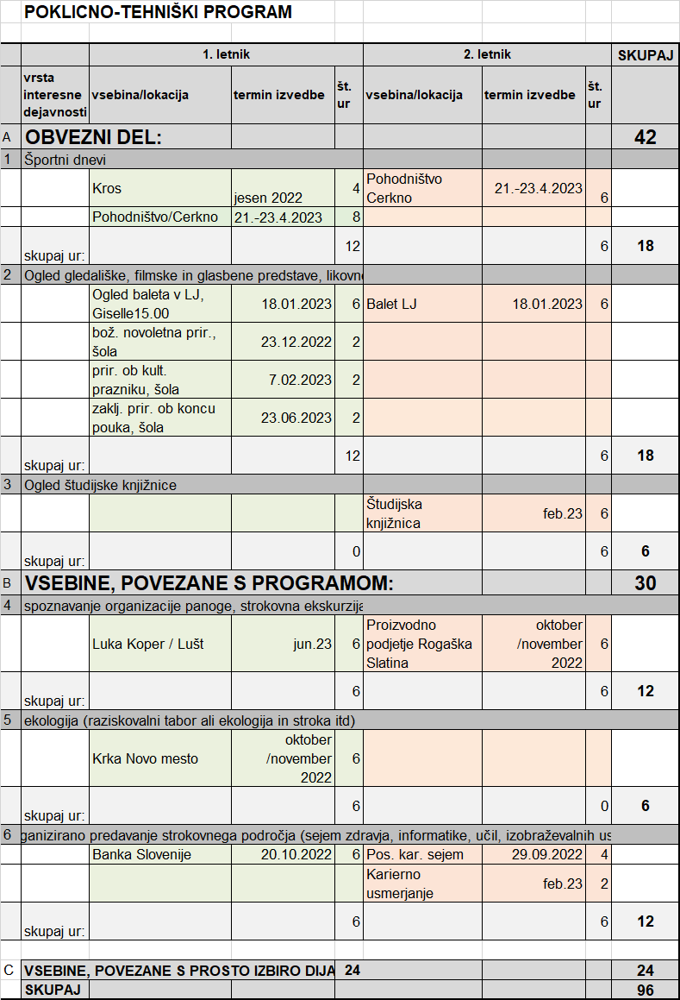 POKLICNO-TEHNIŠKI PROGRAM
1. letnik 2. letnik SKUPAJ
vrsta interesne dejavnosti vsebina/lokacija termin izvedbe št. ur vsebina/lokacija termin izvedbe št. ur
A OBVEZNI DEL: 42
1 Športni dnevi
Kros jesen 2022 4 Pohodništvo Cerkno 21.-23.4.2023 6
Pohodništvo/Cerkno 21.-23.4.2023 8
skupaj ur: 12 6 18
2 Ogled gledališke, filmske in glasbene predstave, likovne
Ogled baleta v LJ, Giselle15.00 18.01.2023 6 Balet LJ 18.01.2023 6
bož. novoletna prir., šola 23.12.2022 2
prir. ob kult. prazniku, šola 7.02.2023 2
zaklj. prir. ob koncu pouka, šola 23.06.2023 2
skupaj ur: 12 6 18
3 Ogled študijske knjižnice
Študijska knjižnica feb.23 6
skupaj ur: 0 6 6
B VSEBINE, POVEZANE S PROGRAMOM: 30
4 spoznavanje organizacije panoge, strokovna ekskurzija
Luka Koper / Lušt jun.23 6 Proizvodno podjetje Rogaška Slatina oktober /november 2022 6
skupaj ur: 6 6 12
5 ekologija (raziskovalni tabor ali ekologija in stroka itd)
Krka Novo mesto oktober /november 2022 6
skupaj ur: 6 0 6
6 ganizirano predavanje strokovnega področja (sejem zdravja, informatike, učil, izobraževalnih us
Banka Slovenije 20.10.2022 6 Pos. kar. sejem 29.09.2022 4
Karierno usmerjanje feb.23 2
skupaj ur: 6 6 12
C VSEBINE, POVEZANE S PROSTO IZBIRO DIJA 24 24
SKUPAJ 96